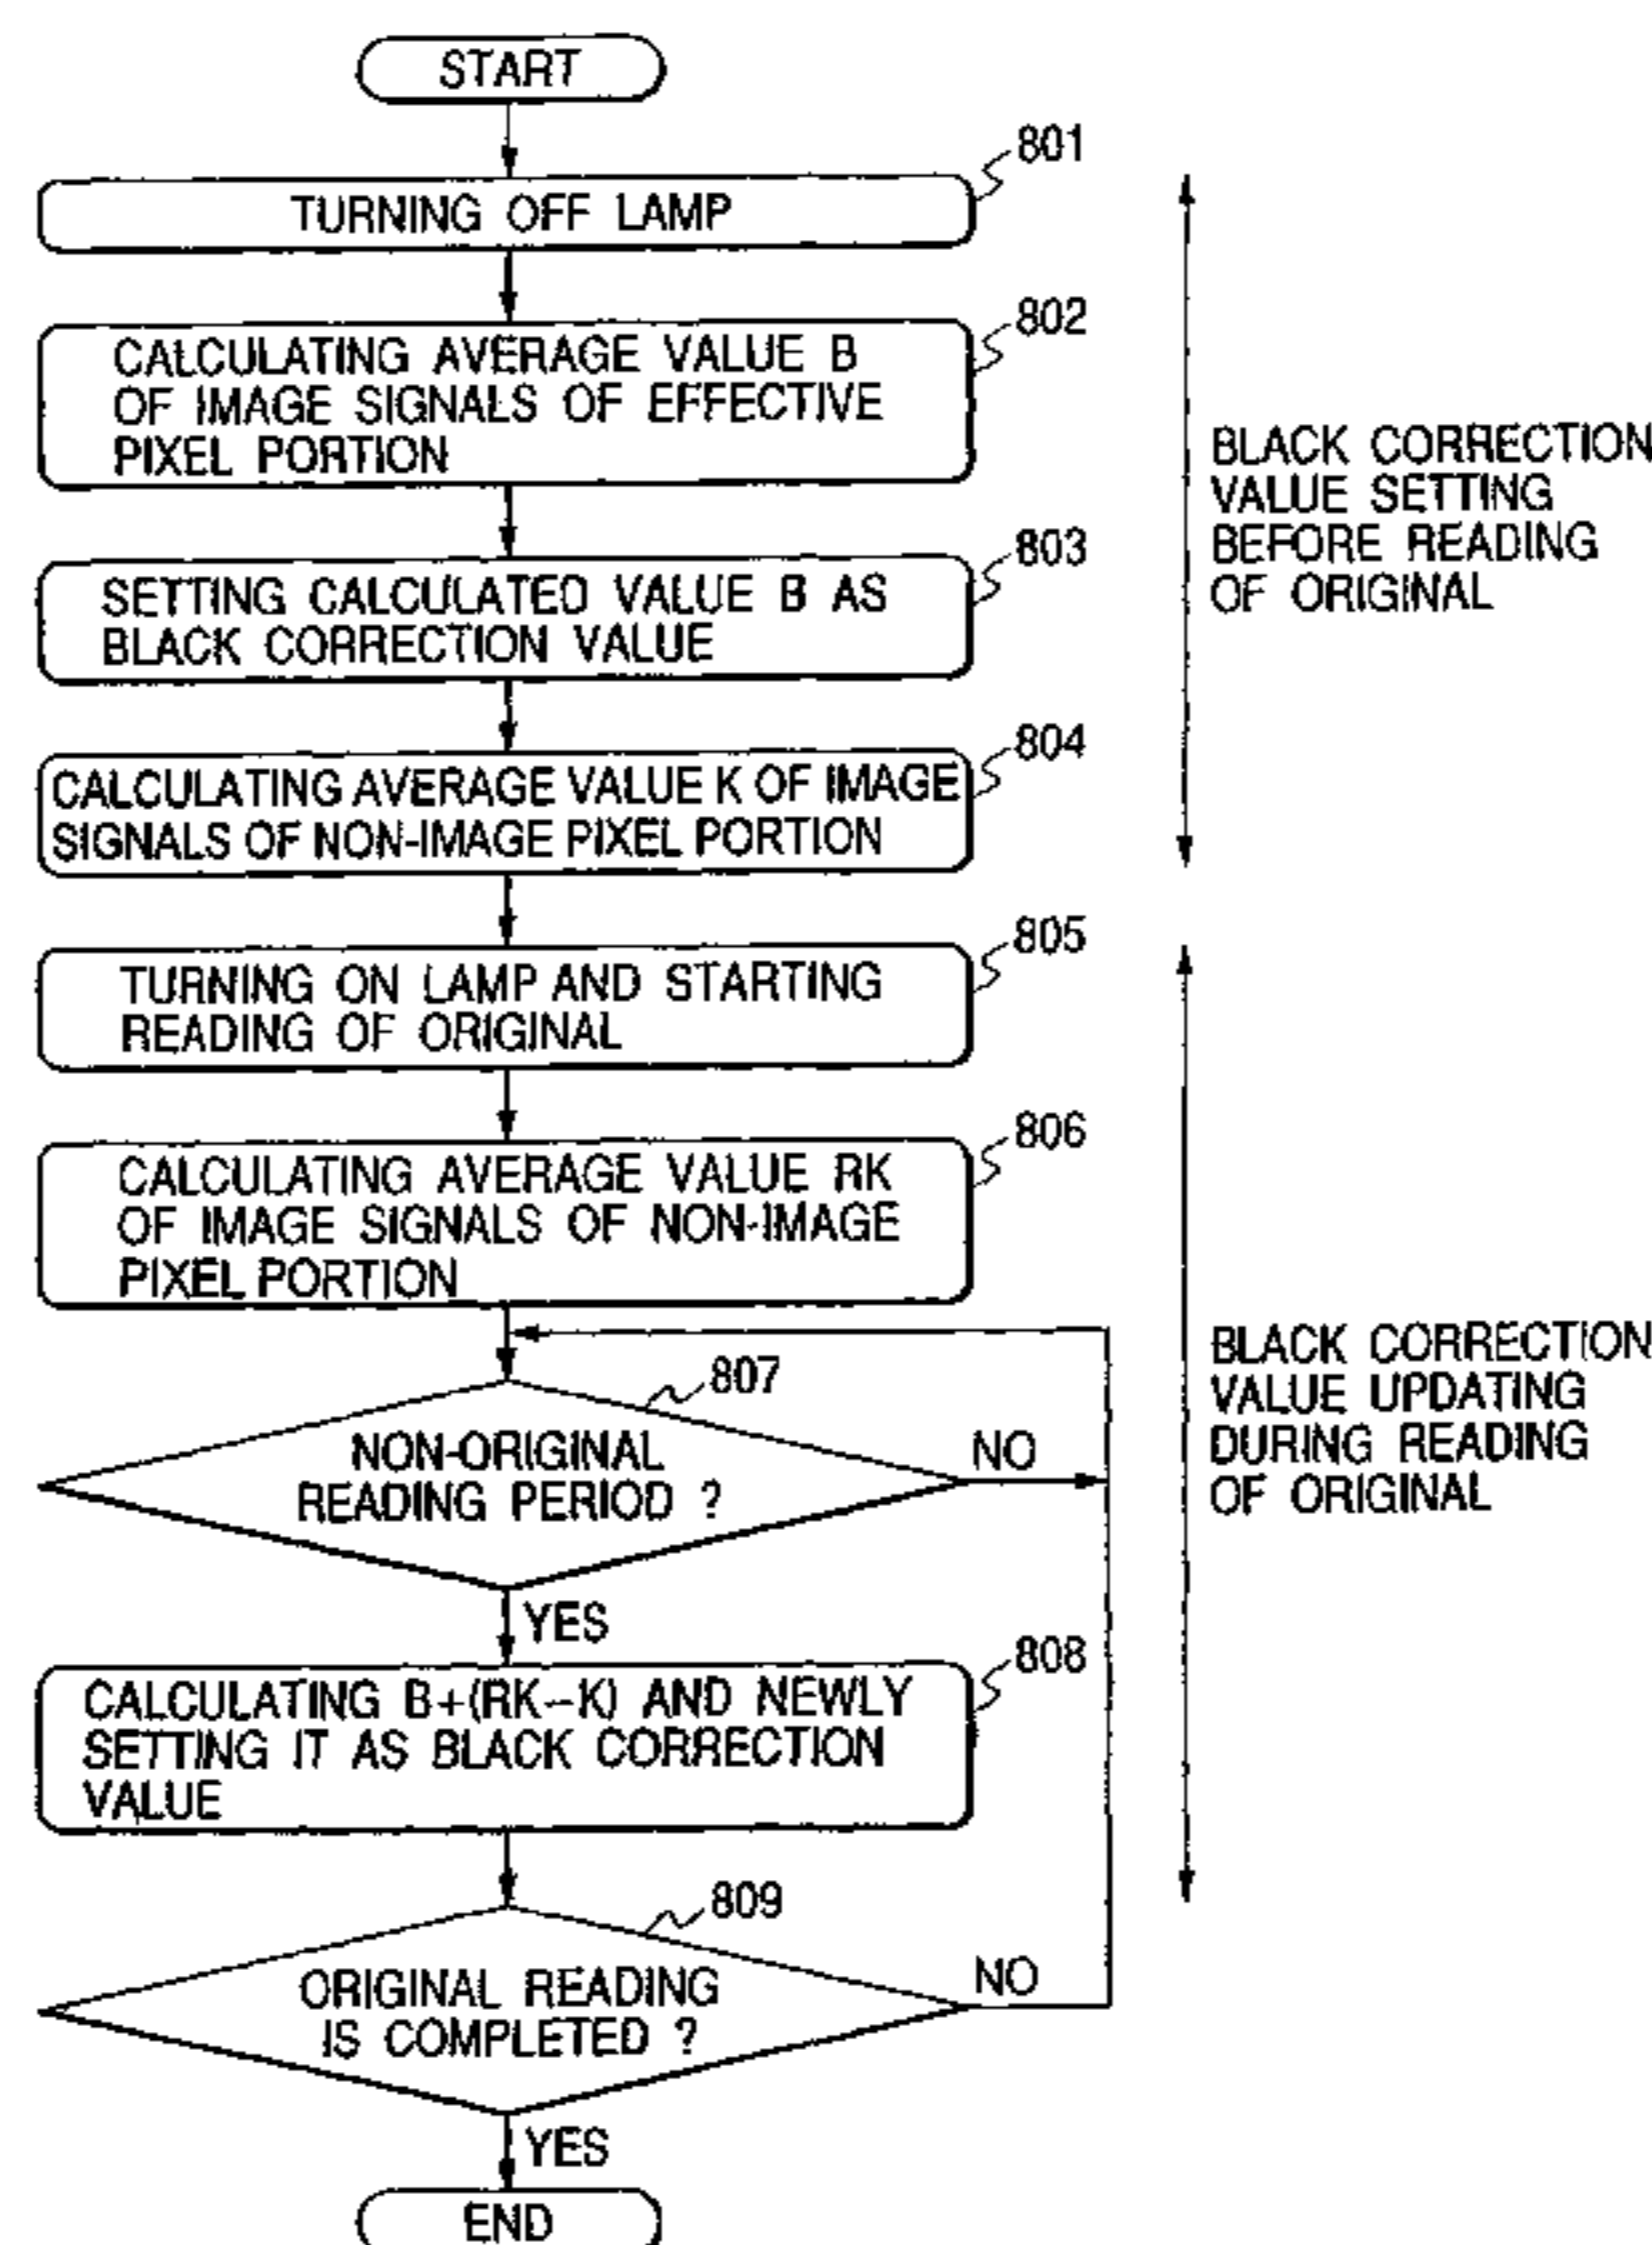 START
801
TURNING OFF LAMP
802
CALCULATING AVERAGE VALUE B
OF IMAGE SIGNALS OF EFFECTIVE
PIXEL PORTION
803
SETTING CALCULATED VALUE B AS
BLACK CORRECTION VALUE
804
CALCULATING AVERAGE VALUE K OF IMAGE
SIGNALS OF NON-IMAGE PIXEL PORTION
BLACK CORRECTION
VALUE SETTING
BEFORE READING
OF ORIGINAL
805
TURNING ON LAMP AND STARTING
READING OF ORIGINAL
806
CALCULATING AVERAGE VALUE RK
OF IMAGE SIGNALS OF NON-IMAGE
PIXEL PORTION
807
NON-ORIGINAL
READING PERIOD ?
NO
YES
808
CALCULATING B+(RK-K) AND NEWLY
SETTING IT AS BLACK CORRECTION
VALUE
BLACK CORRECTION
VALUE UPDATING
DURING READING
OF ORIGINAL
809
ORIGINAL READING
IS COMPLETED ?
NO
YES
END